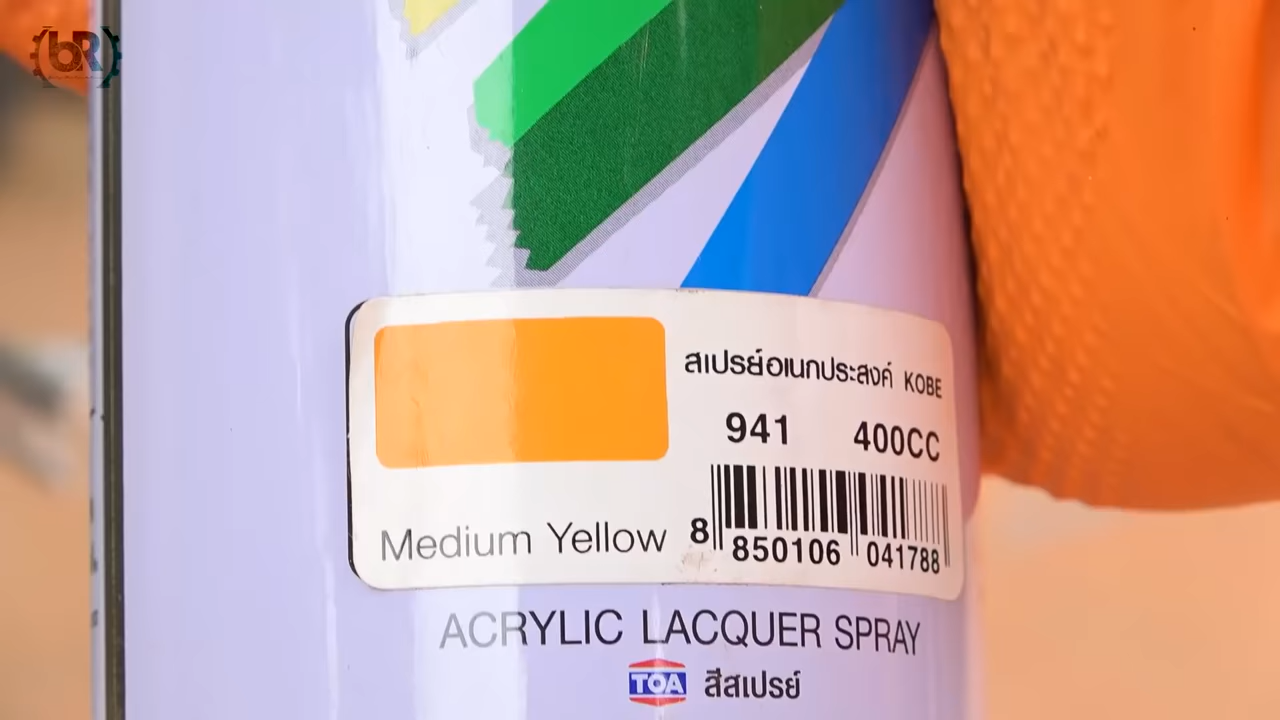 bR
สเปรย์อเนกประสงค์ KOBE
941 400CC
Medium Yellow
8 850106 041788
ACRYLIC LACQUER SPRAY
TOA สีสเปรย์